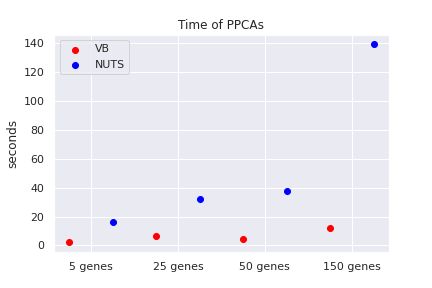 Time of PPCAs
VB
NUTS
seconds
140
120
100
80
60
40
20
0
5 genes
25 genes
50 genes
150 genes